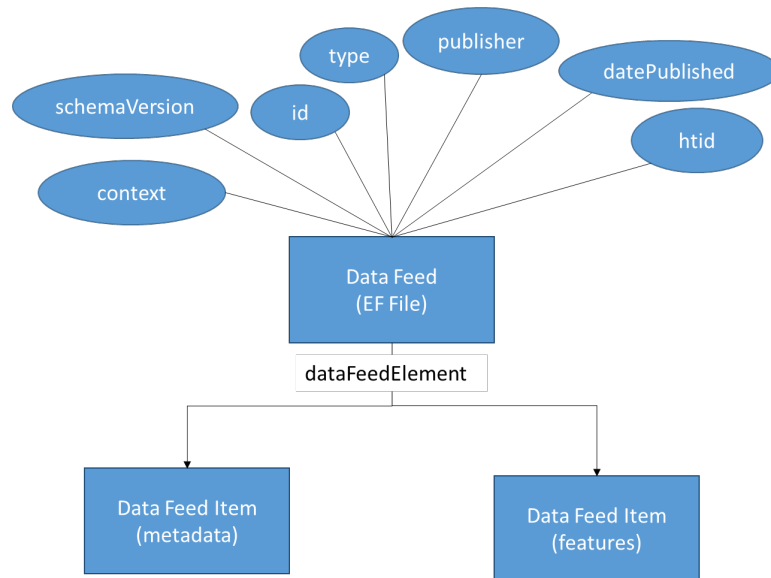 publisher
type
datePublished
schemaVersion
id
htid
context
Data Feed
(EF File)
dataFeedElement
Data Feed Item
(metadata)
Data Feed Item
(features)